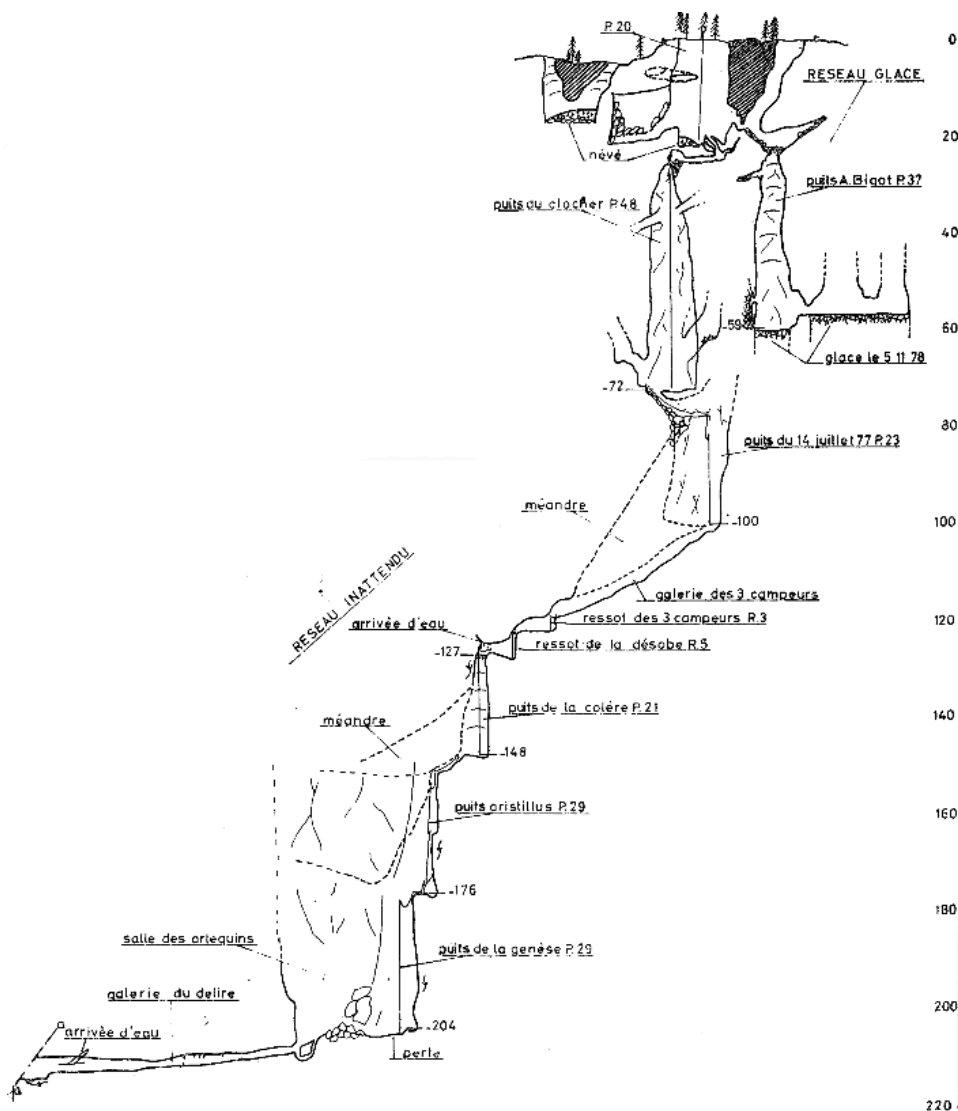 P.20
0
RESEAU GLACE
20
névé
puits A.Bigot P.37
puits du clocher P.48
40
-59
60
glace le 5 11 78
-72
80
puits du 14 juillet 77 P.23
méandre
-100
100
RESEAU INATTENDU
galerie des 3 campeurs
arrivée d'eau
ressot des 3 campeurs R.3
120
-127
ressot de la désobe R.5
puits de la colére P.21
méandre
140
-148
puits aristillus P.29
160
-176
180
salle des arlequins
puits de la genèse P.29
galerie du delire
200
arrivée d'eau
-204
perle
220